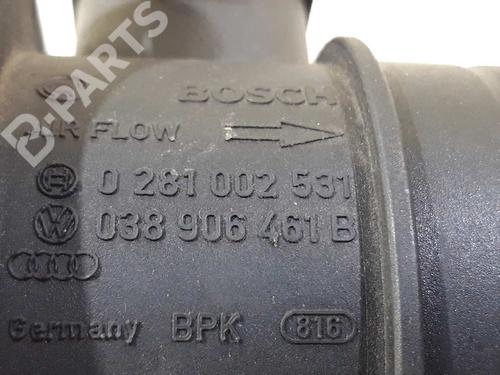 B-PARTS
BOSCH
AIR FLOW
0 281 002 531
038 906 461 B
Germany BPK 816